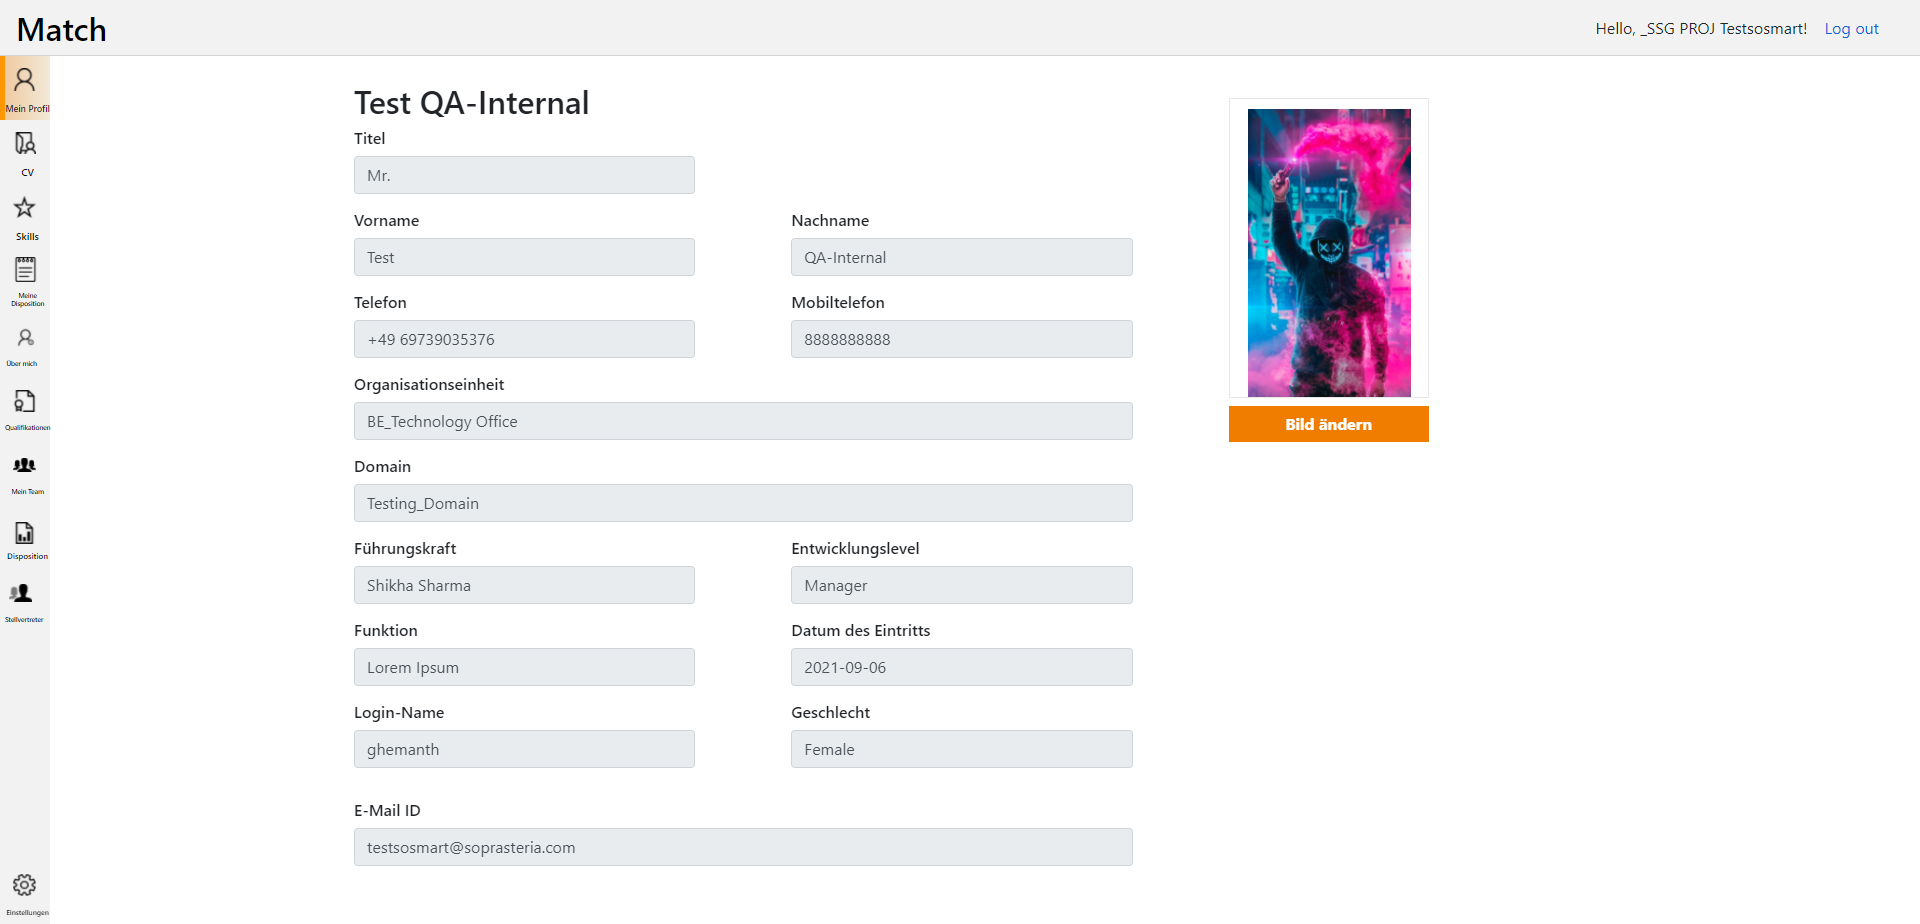 Match
Hello, _SSG PROJ Testsosmart! Log out
Mein Profil
CV
Skills
Meine
Disposition
Über mich
Qualifikationen
Mein Team
Disposition
Stellvertreter
Einstellungen
Test QA-Internal
Titel
Mr.
Vorname Nachname
Test QA-Internal
Telefon Mobiltelefon
+49 69739035376 8888888888
Organisationseinheit
BE_Technology Office
Domain
Testing_Domain
Führungskraft Entwicklungslevel
Shikha Sharma Manager
Funktion Datum des Eintritts
Lorem Ipsum 2021-09-06
Login-Name Geschlecht
ghemanth Female
E-Mail ID
testsosmart@soprasteria.com
Bild ändern